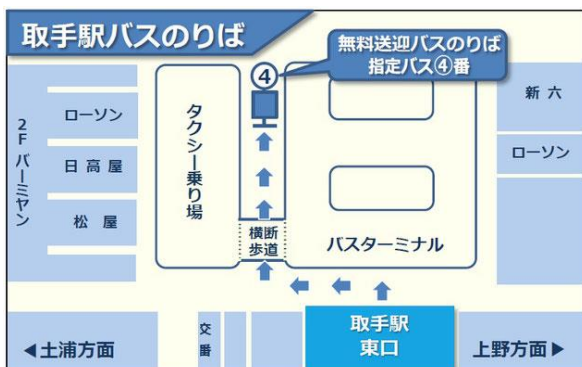 取手駅バスのりば
無料送迎バスのりば
指定バス④番
④
2Fバーミヤン
ローソン
日高屋
松屋
タクシー乗り場
横断
歩道
バスターミナル
新六
ローソン
◀土浦方面
交番
取手駅
東口
上野方面▶